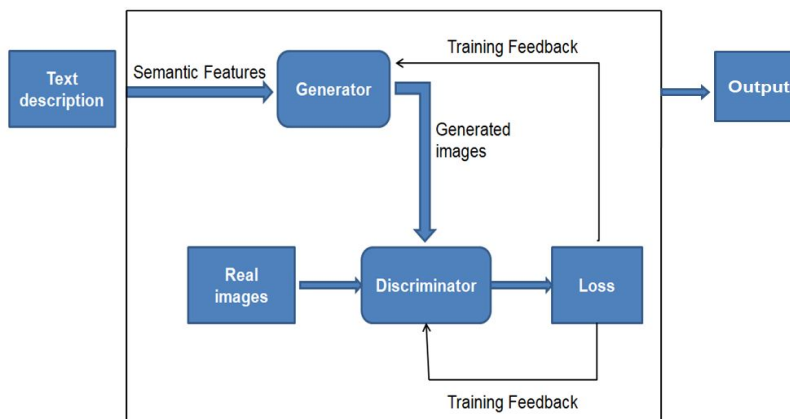 Training Feedback
Text
description
Semantic Features
Generator
Output
Generated
images
Real
images
Discriminator
Loss
Training Feedback